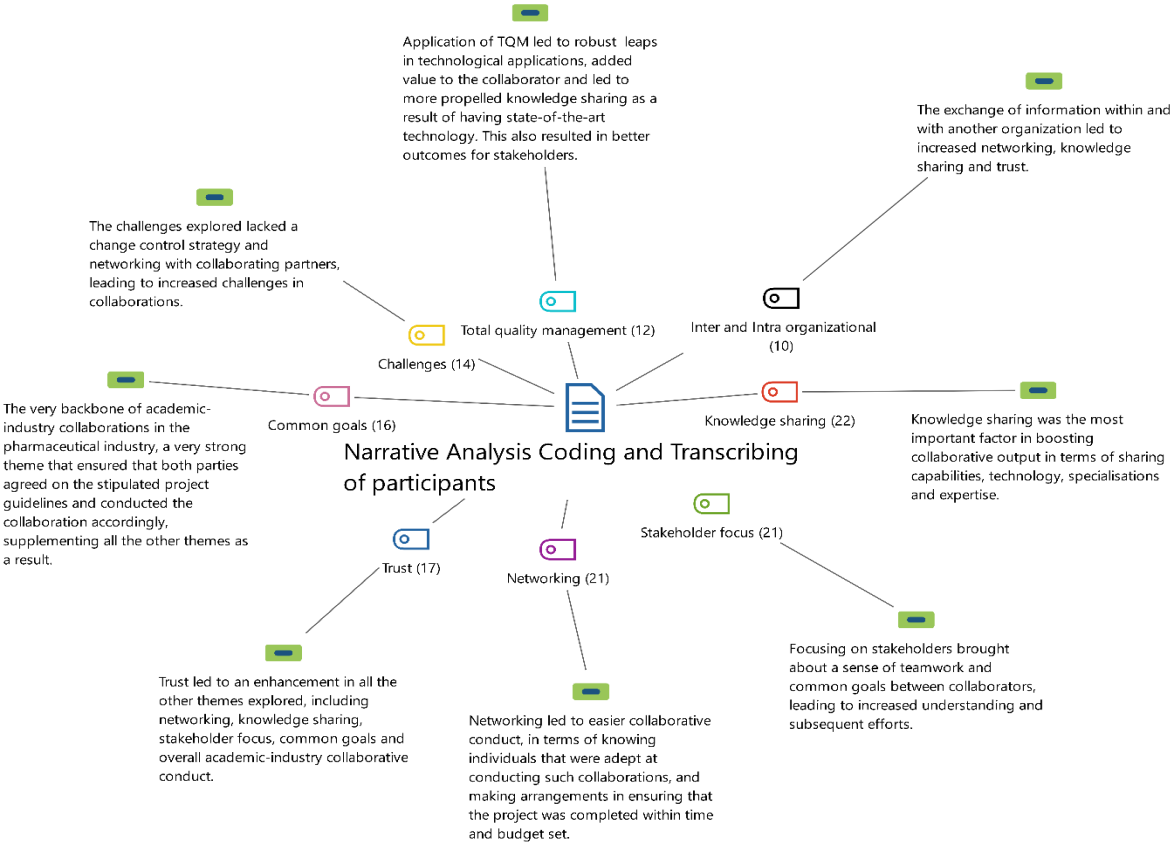 Application of TQM led to robust leaps
in technological applications, added
value to the collaborator and led to
more propelled knowledge sharing as a
result of having state-of-the-art
technology. This also resulted in better
outcomes for stakeholders.
The exchange of information within and
with another organization led to
increased networking, knowledge
sharing and trust.
The challenges explored lacked a
change control strategy and
networking with collaborating partners,
leading to increased challenges in
collaborations.
Total quality management (12)
Inter and Intra organizational
(10)
Challenges (14)
Common goals (16)
Knowledge sharing (22)
The very backbone of academic-
industry collaborations in the
pharmaceutical industry, a very strong
theme that ensured that both parties
agreed on the stipulated project
guidelines and conducted the
collaboration accordingly,
supplementing all the other themes as
a result.
Knowledge sharing was the most
important factor in boosting
collaborative output in terms of sharing
capabilities, technology, specialisations
and expertise.
Narrative Analysis Coding and Transcribing
of participants
Stakeholder focus (21)
Trust (17)
Networking (21)
Trust led to an enhancement in all the
other themes explored, including
networking, knowledge sharing,
stakeholder focus, common goals and
overall academic-industry collaborative
conduct.
Networking led to easier collaborative
conduct, in terms of knowing
individuals that were adept at
conducting such collaborations, and
making arrangements in ensuring that
the project was completed within time
and budget set.
Focusing on stakeholders brought
about a sense of teamwork and
common goals between collaborators,
leading to increased understanding and
subsequent efforts.